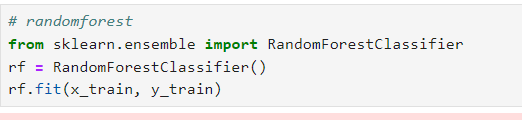 # randomforest
from sklearn.ensemble import RandomForestClassifier
rf = RandomForestClassifier()
rf.fit(x_train, y_train)